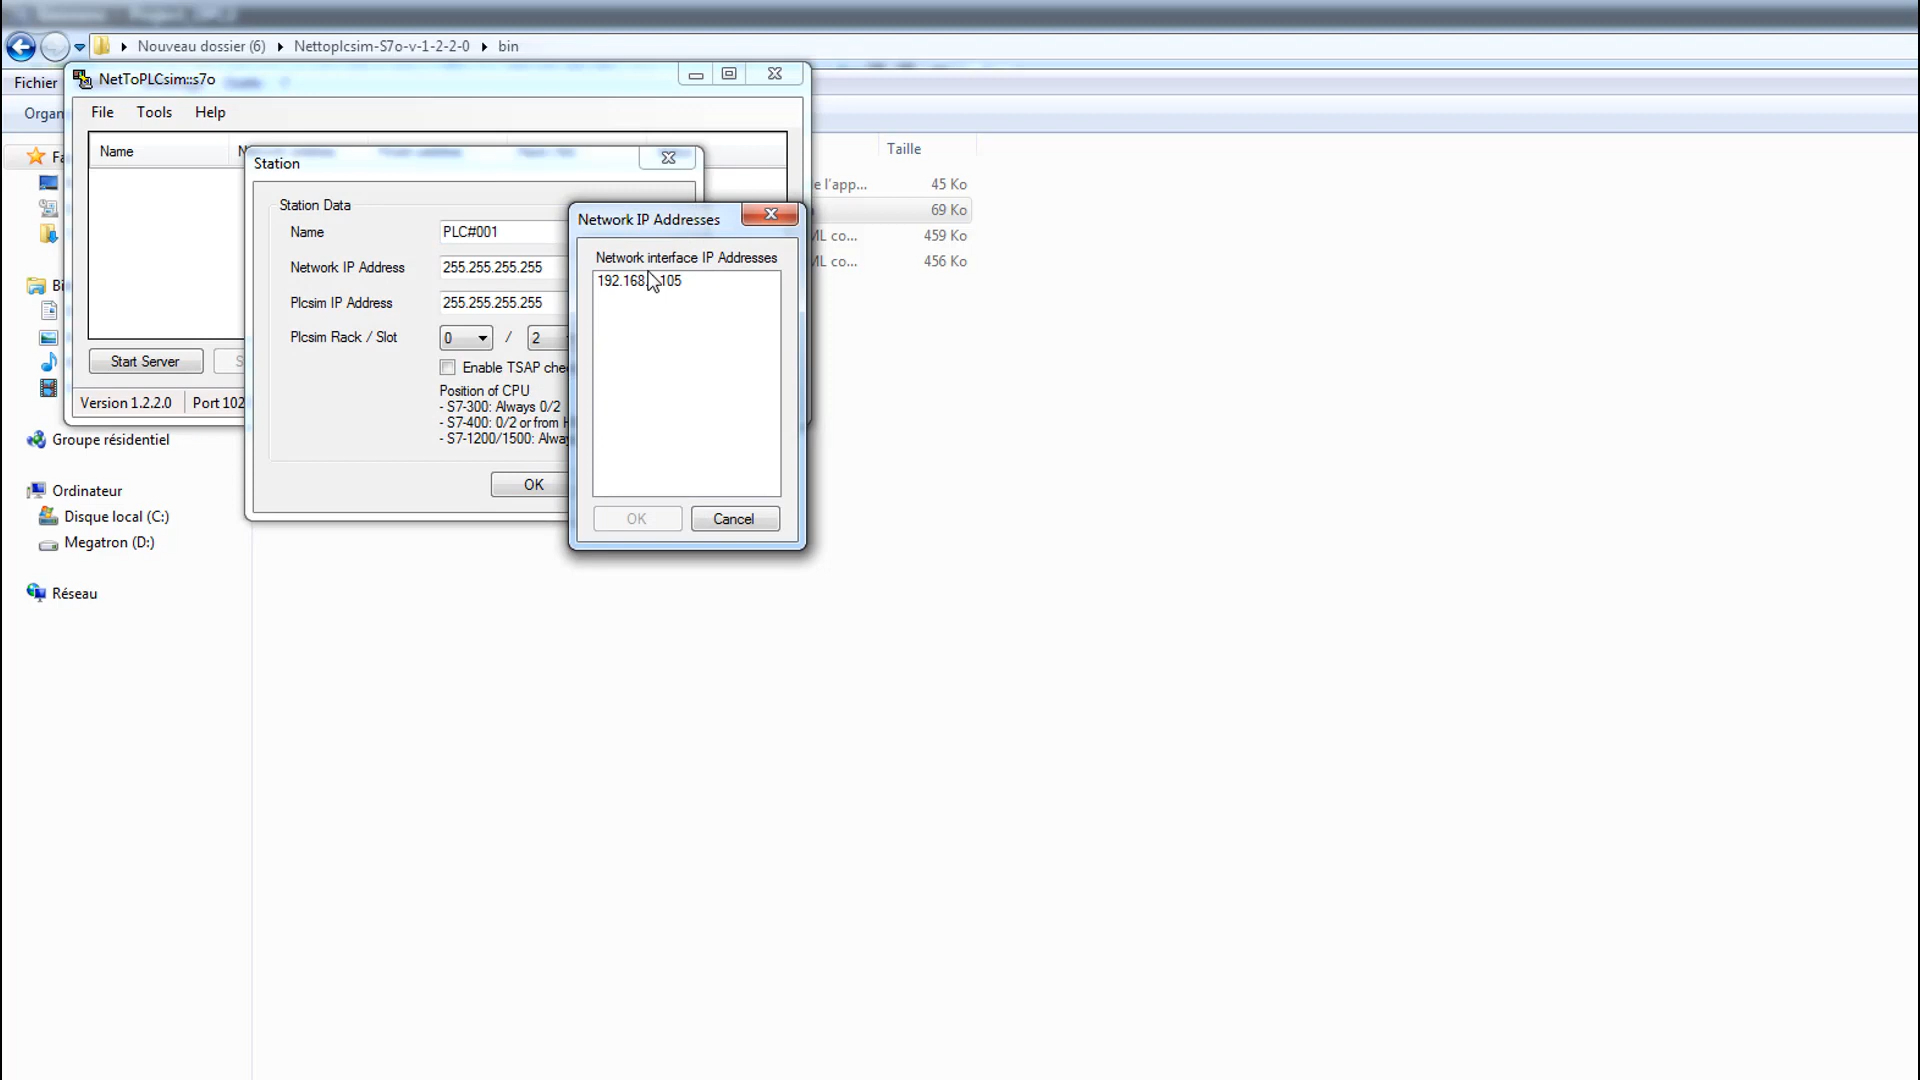 Nouveau dossier (6) Nettoplcsim-S7o-v-1-2-2-0 bin
Fichier
NetToPLCsim::s7o
File Tools Help
Organ
Name
Taille
Station
Fa
e l'app... 45 Ko
69 Ko
ML co... 459 Ko
ML co... 456 Ko
Station Data
Name PLC#001
Network IP Address 255.255.255.255
Plcsim IP Address 255.255.255.255
Plcsim Rack / Slot 0 / 2
Enable TSAP chec
Position of CPU
- S7-300: Always 0/2
- S7-400: 0/2 or from H
- S7-1200/1500: Alway
OK
Network IP Addresses
Network interface IP Addresses
192.168. 105
OK Cancel
Bi
Start Server S
Version 1.2.2.0 Port 102
Groupe résidentiel
Ordinateur
Disque local (C:)
Megatron (D:)
Réseau